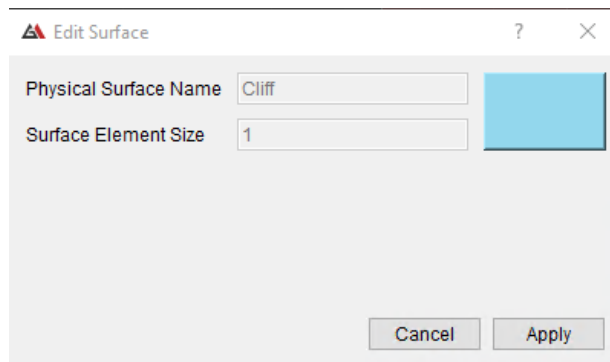 Edit Surface ?
Physical Surface Name Cliff
Surface Element Size 1
Cancel Apply